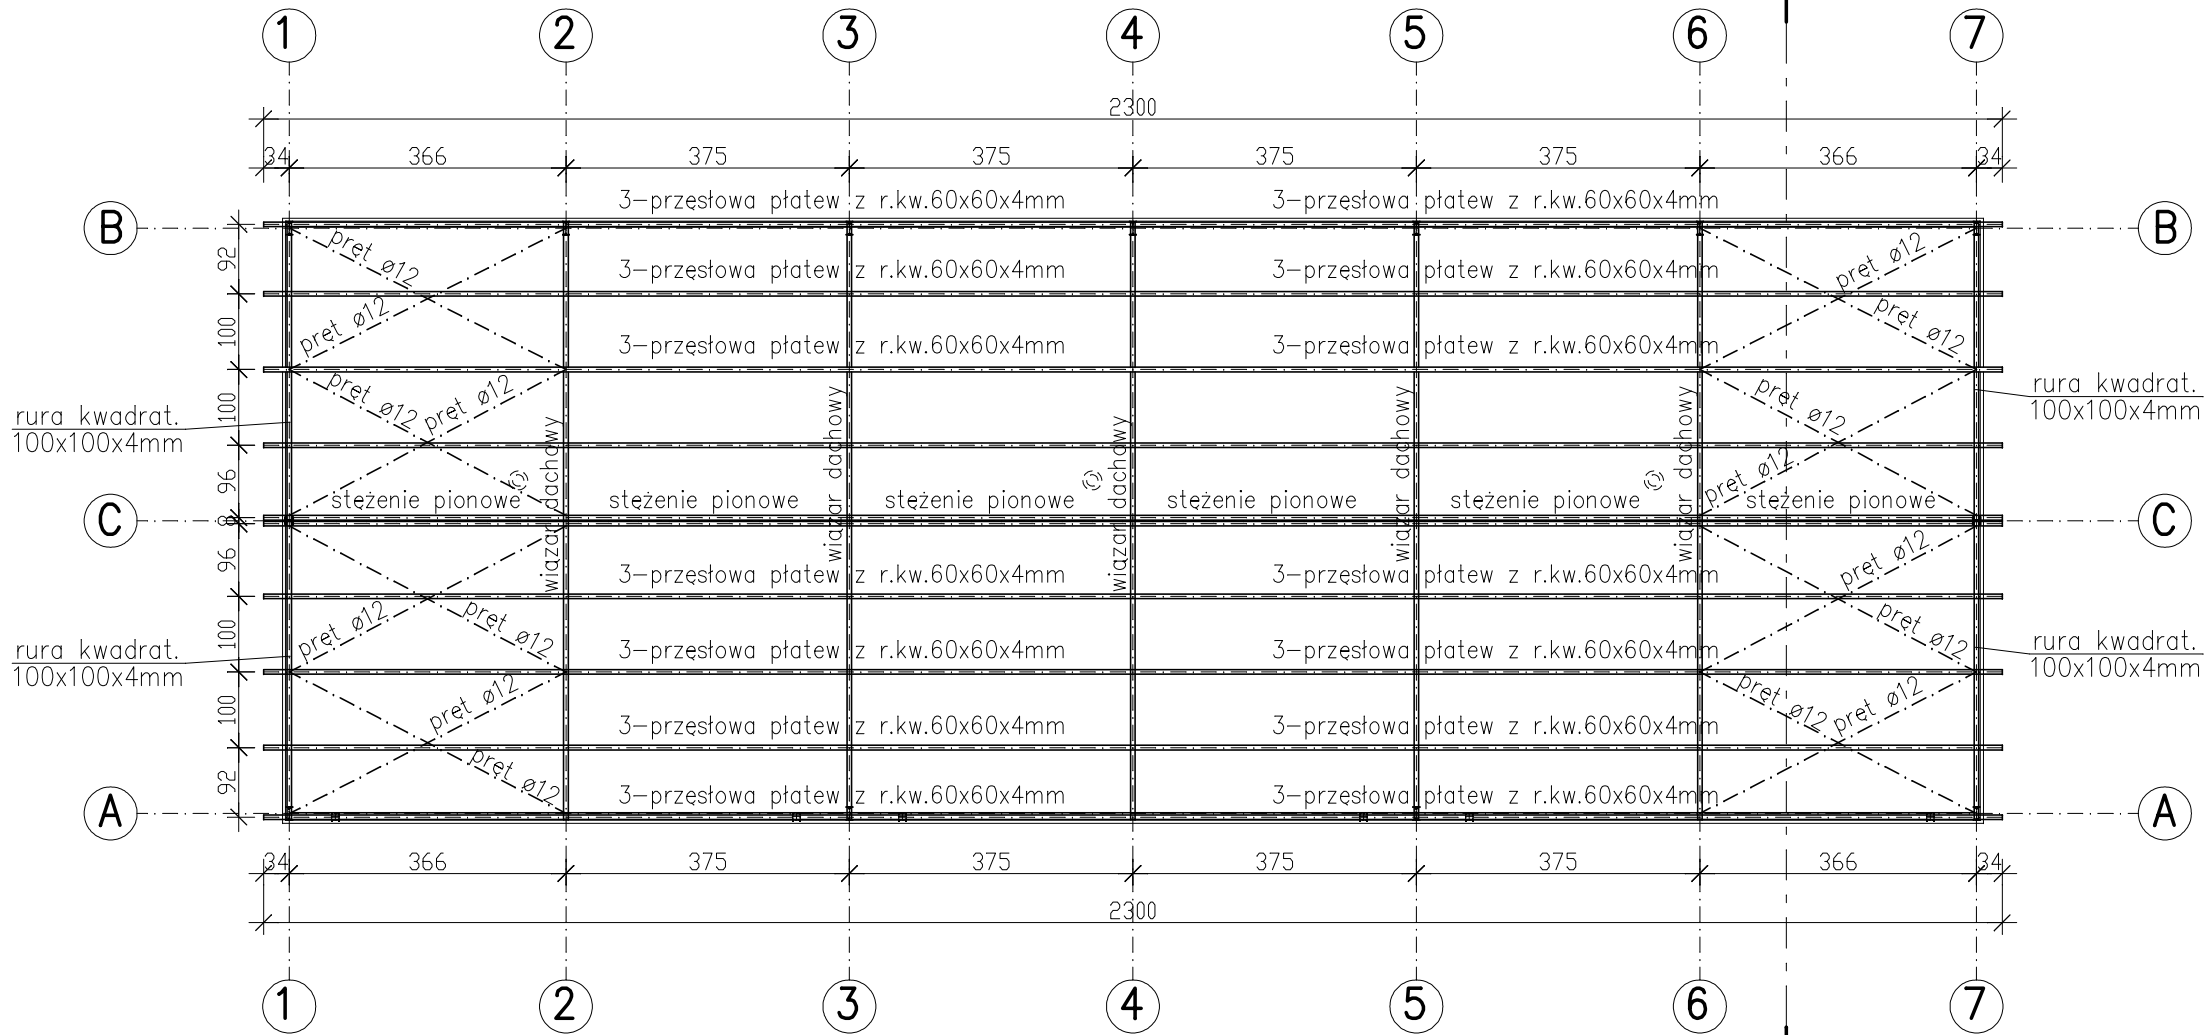 1 2 3 4 5 6 7
2300
34 366 375 375 375 375 366 34
3-przęsłowa płatew z r.kw.60x60x4mm 3-przęsłowa płatew z r.kw.60x60x4mm
B B
92
pręt ø12 pręt ø12
3-przęsłowa płatew z r.kw.60x60x4mm 3-przęsłowa płatew z r.kw.60x60x4mm
100
pręt ø12 pręt ø12
3-przęsłowa płatew z r.kw.60x60x4mm 3-przęsłowa płatew z r.kw.60x60x4mm
100
pręt ø12 pręt ø12 pręt ø12
rura kwadrat.
100x100x4mm
rura kwadrat.
100x100x4mm
wiązar dachowy
wiązar dachowy
wiązar dachowy
wiązar dachowy
wiązar dachowy
96
pręt ø12
stężenie pionowe stężenie pionowe stężenie pionowe stężenie pionowe stężenie pionowe stężenie pionowe
C 8 C
96
pręt ø12
3-przęsłowa płatew z r.kw.60x60x4mm 3-przęsłowa płatew z r.kw.60x60x4mm
100
pręt ø12 pręt ø12 pręt ø12
3-przęsłowa płatew z r.kw.60x60x4mm 3-przęsłowa płatew z r.kw.60x60x4mm
rura kwadrat.
100x100x4mm
rura kwadrat.
100x100x4mm
100
pręt ø12 pręt ø12 pręt ø12
3-przęsłowa płatew z r.kw.60x60x4mm 3-przęsłowa płatew z r.kw.60x60x4mm
92
pręt ø12
3-przęsłowa płatew z r.kw.60x60x4mm 3-przęsłowa płatew z r.kw.60x60x4mm
A A
34 366 375 375 375 375 366 34
2300
1 2 3 4 5 6 7